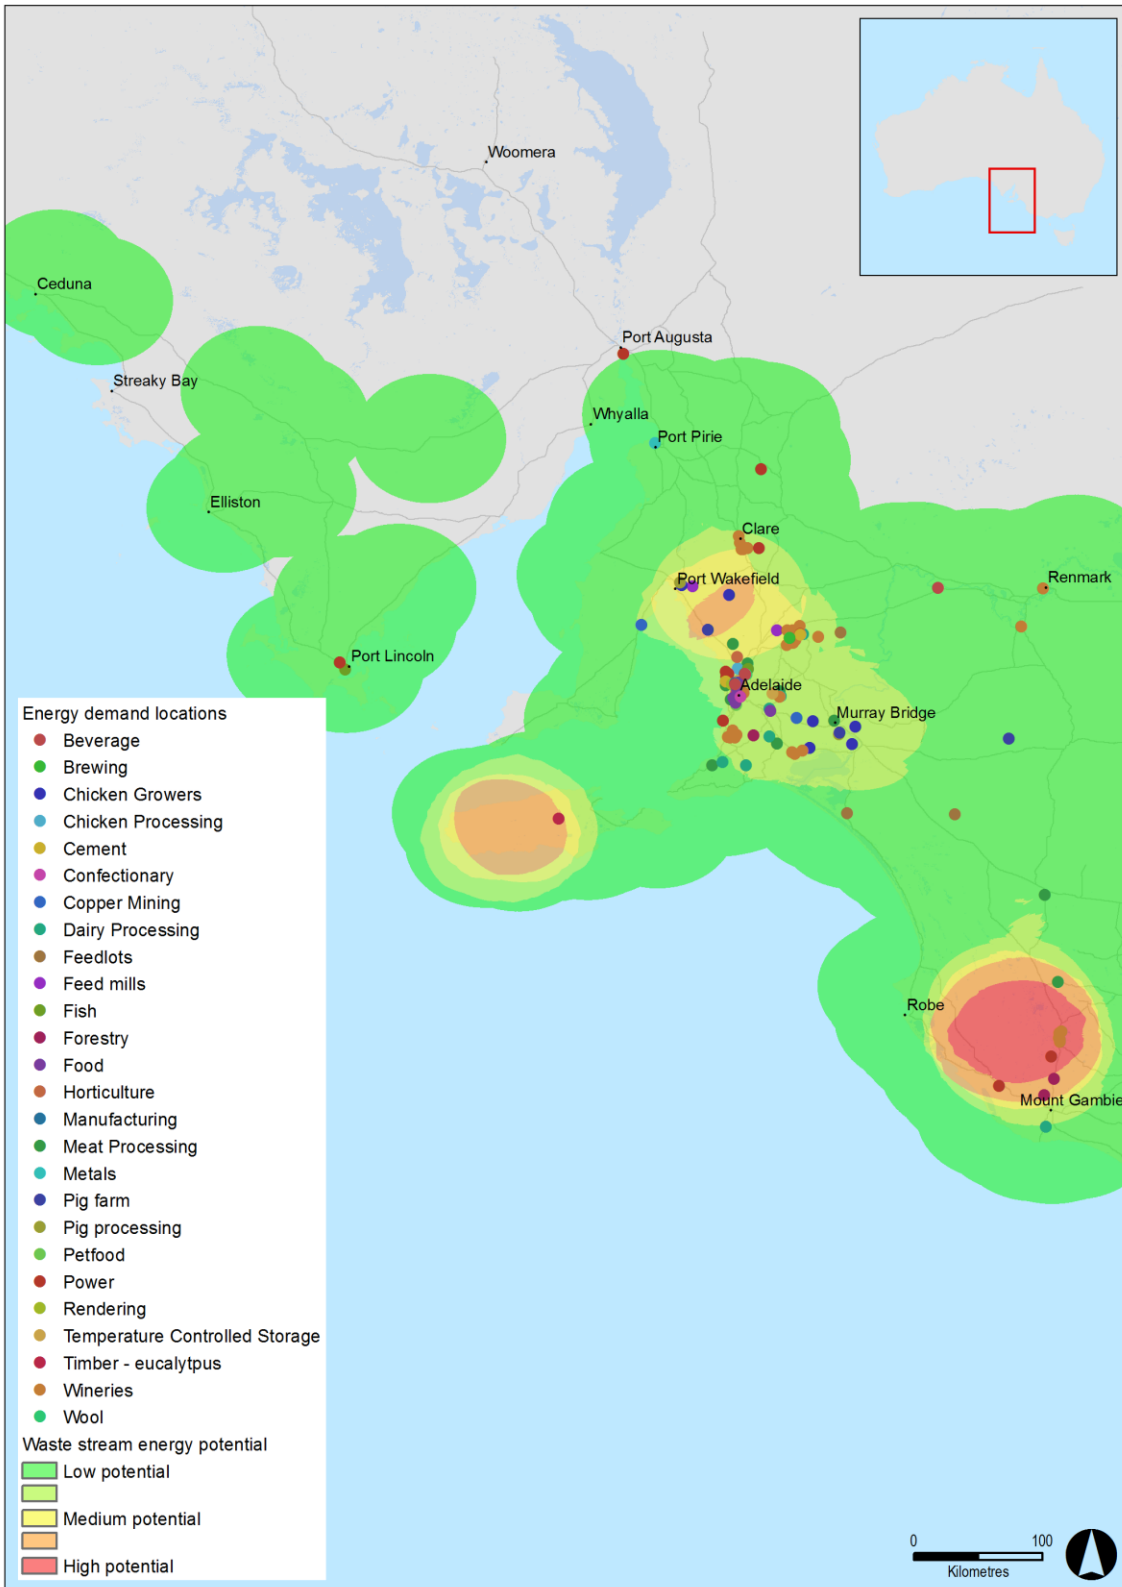 Woomera
Ceduna
Port Augusta
Streaky Bay
Whyalla
Port Pirie
Elliston
Clare
Port Wakefield
Renmark
Port Lincoln
Adelaide
Murray Bridge
Robe
Mount Gambie
Energy demand locations
Beverage
Brewing
Chicken Growers
Chicken Processing
Cement
Confectionary
Copper Mining
Dairy Processing
Feedlots
Feed mills
Fish
Forestry
Food
Horticulture
Manufacturing
Meat Processing
Metals
Pig farm
Pig processing
Petfood
Power
Rendering
Temperature Controlled Storage
Timber - eucalytpus
Wineries
Wool
Waste stream energy potential
Low potential
Medium potential
High potential
0 100
Kilometres